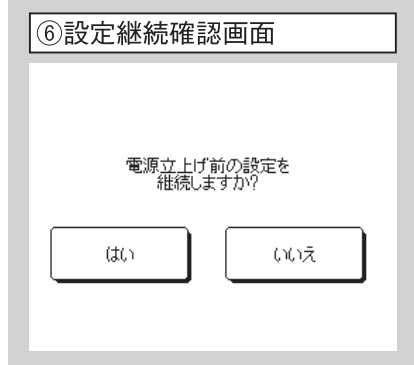 ⑥設定継続確認画面
電源立上げ前の設定を
継続しますか?
はい
いいえ